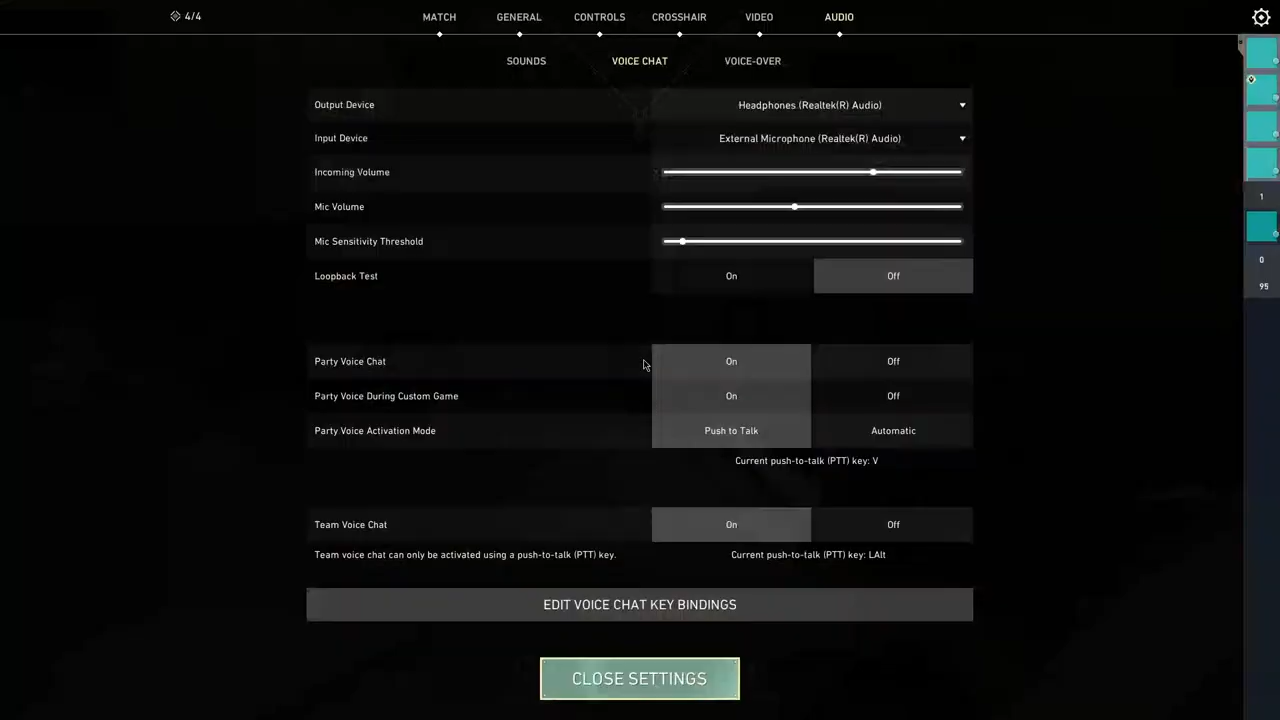 4/4
MATCH GENERAL CONTROLS CROSSHAIR VIDEO AUDIO
SOUNDS VOICE CHAT VOICE-OVER
Output Device Headphones (Realtek(R) Audio)
Input Device External Microphone (Realtek(R) Audio)
Incoming Volume
Mic Volume
Mic Sensitivity Threshold
Loopback Test On Off
Party Voice Chat On Off
Party Voice During Custom Game On Off
Party Voice Activation Mode Push to Talk Automatic
Current push-to-talk (PTT) key: V
Team Voice Chat On Off
Team voice chat can only be activated using a push-to-talk (PTT) key. Current push-to-talk (PTT) key: LAlt
EDIT VOICE CHAT KEY BINDINGS
CLOSE SETTINGS
1
0
95